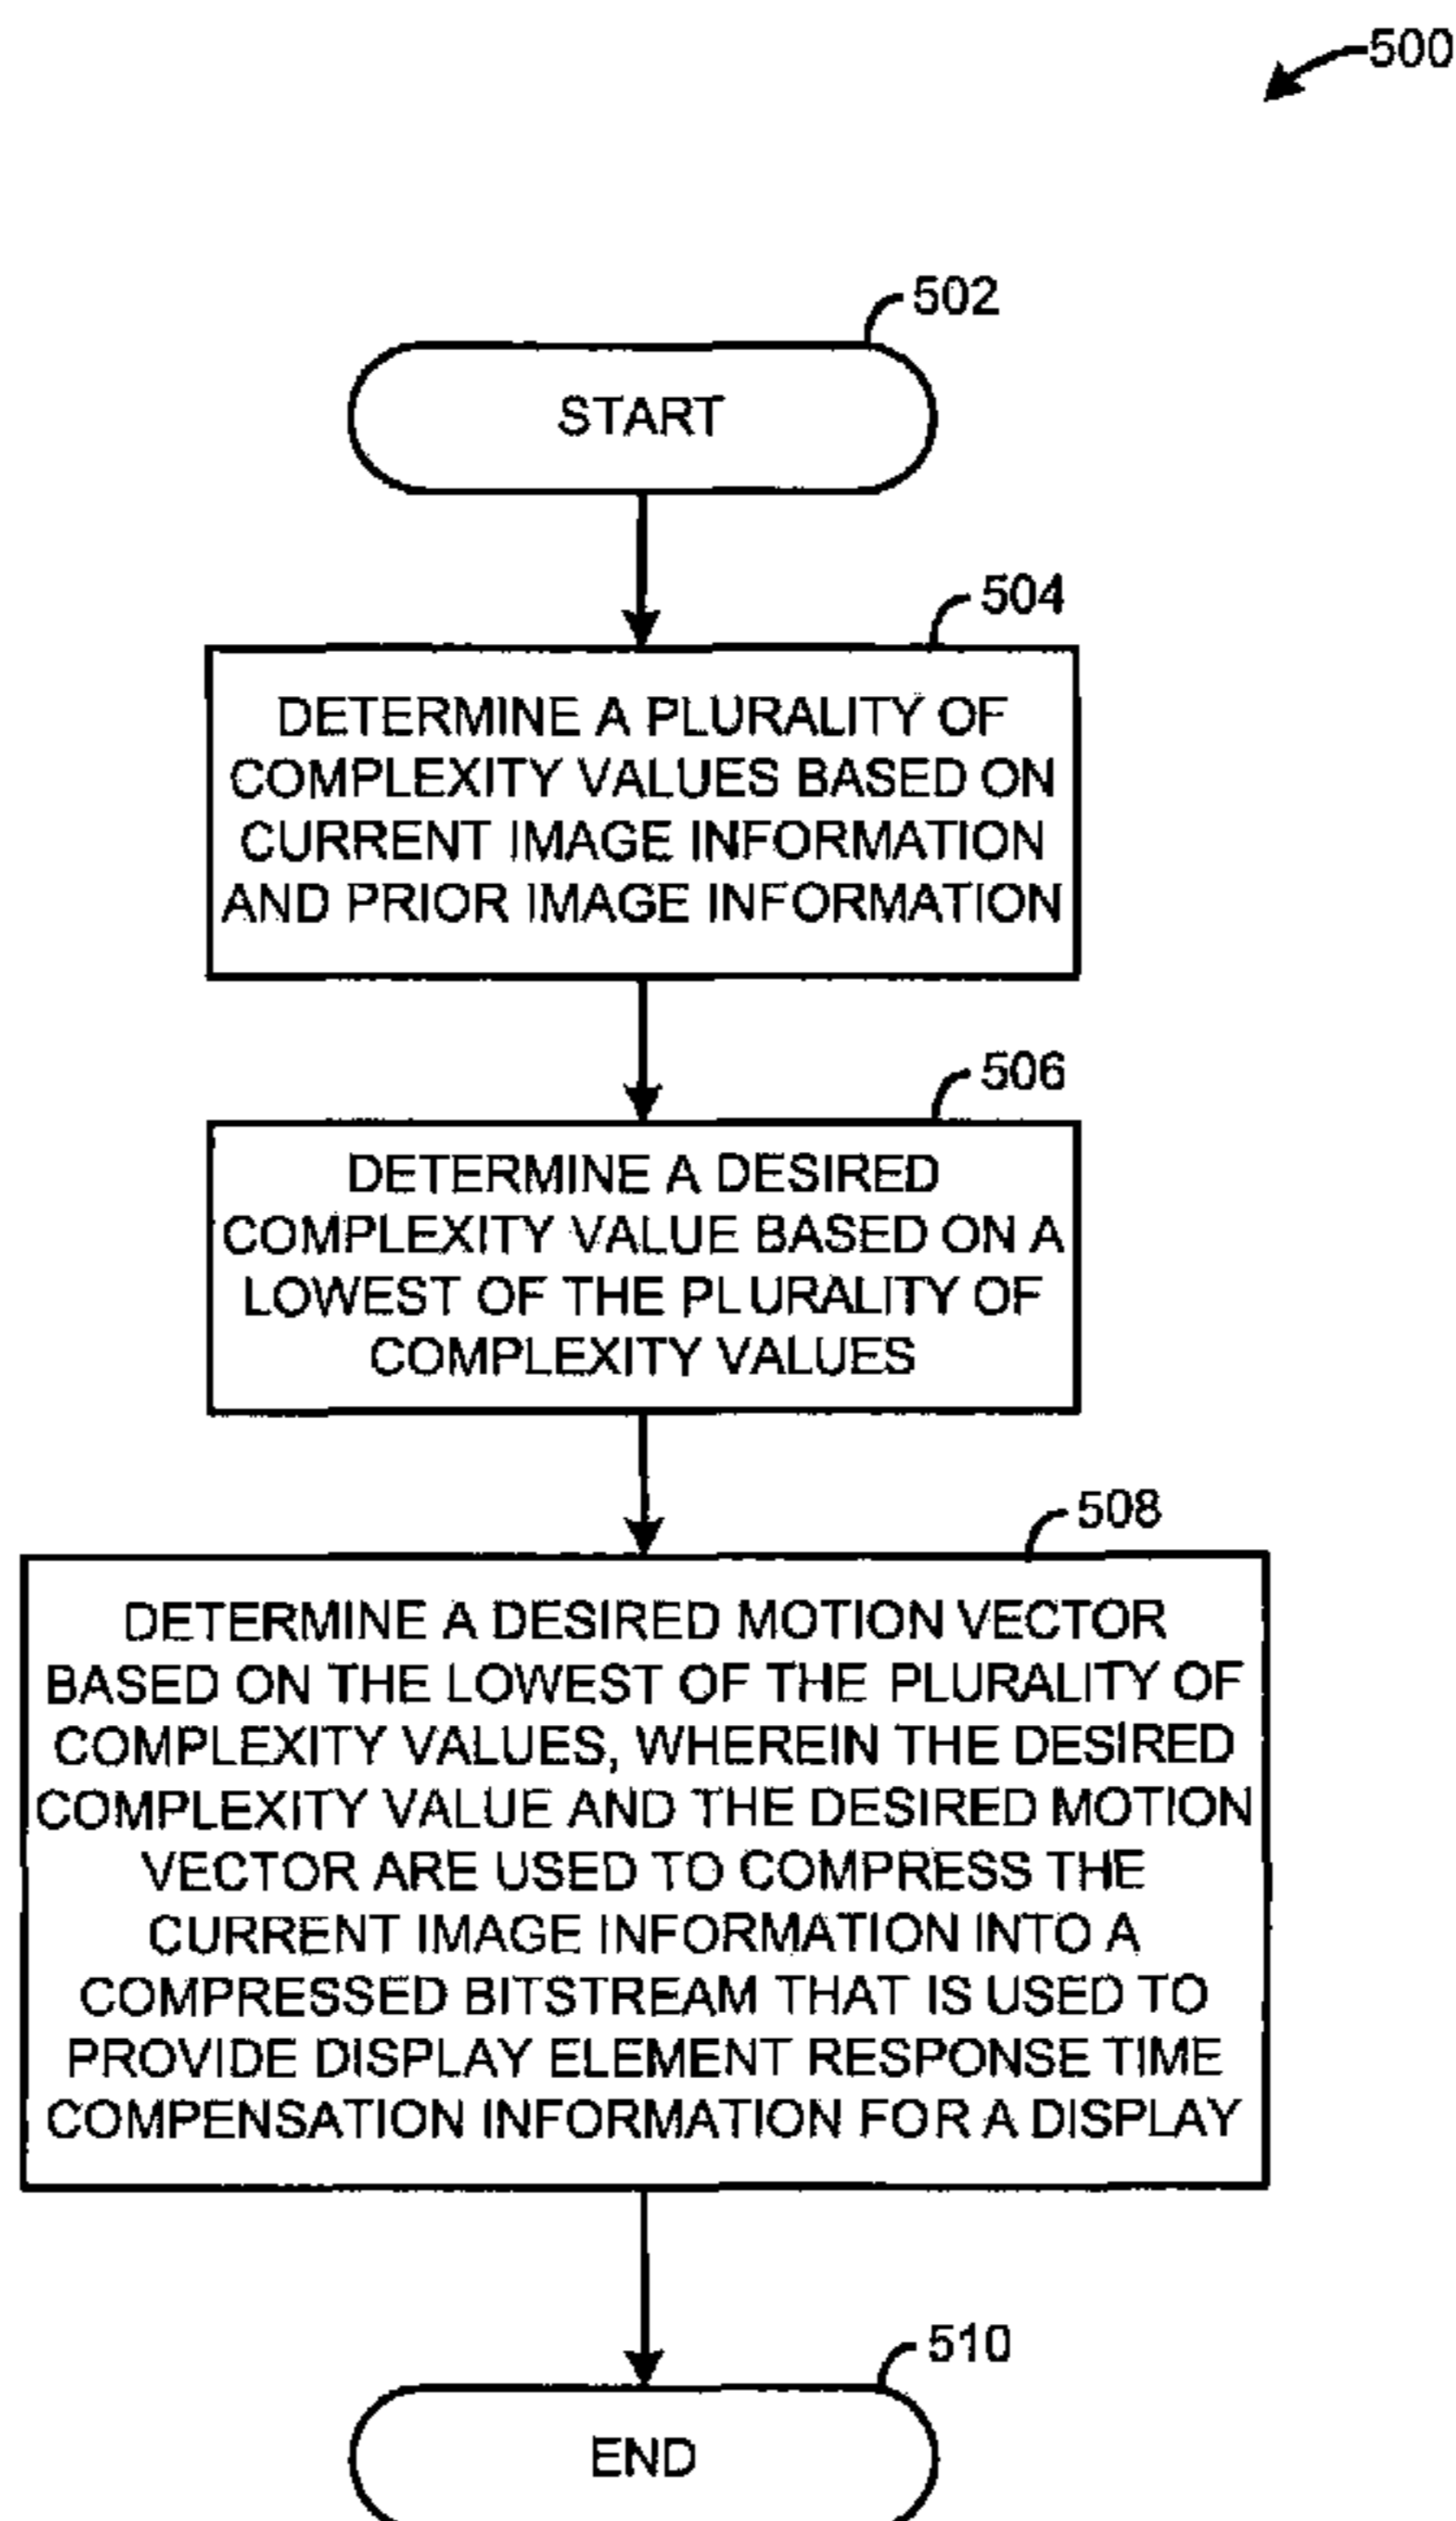 500
502
START
504
DETERMINE A PLURALITY OF
COMPLEXITY VALUES BASED ON
CURRENT IMAGE INFORMATION
AND PRIOR IMAGE INFORMATION
506
DETERMINE A DESIRED
COMPLEXITY VALUE BASED ON A
LOWEST OF THE PLURALITY OF
COMPLEXITY VALUES
508
DETERMINE A DESIRED MOTION VECTOR
BASED ON THE LOWEST OF THE PLURALITY OF
COMPLEXITY VALUES, WHEREIN THE DESIRED
COMPLEXITY VALUE AND THE DESIRED MOTION
VECTOR ARE USED TO COMPRESS THE
CURRENT IMAGE INFORMATION INTO A
COMPRESSED BITSTREAM THAT IS USED TO
PROVIDE DISPLAY ELEMENT RESPONSE TIME
COMPENSATION INFORMATION FOR A DISPLAY
510
END